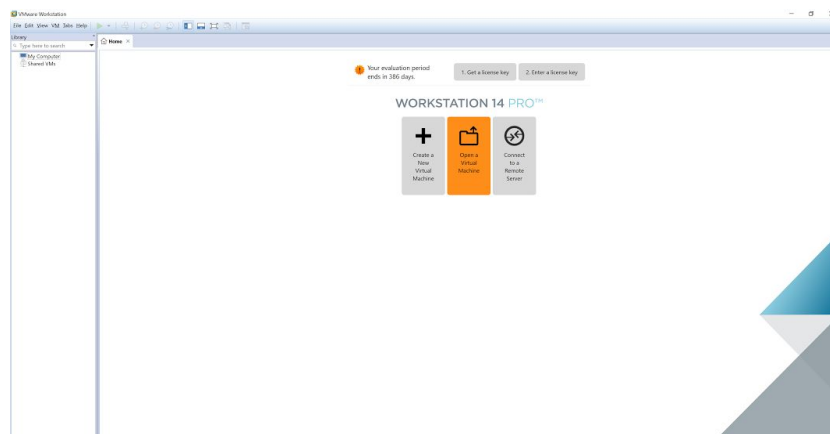 VMware Workstation
File Edit View VM Tabs Help
Library
Type here to search
My Computer
Shared VMs
Home
Your evaluation period
ends in 386 days.
1. Get a license key
2. Enter a license key
WORKSTATION 14 PRO™
Create a
New
Virtual
Machine
Open a
Virtual
Machine
Connect
to a
Remote
Server